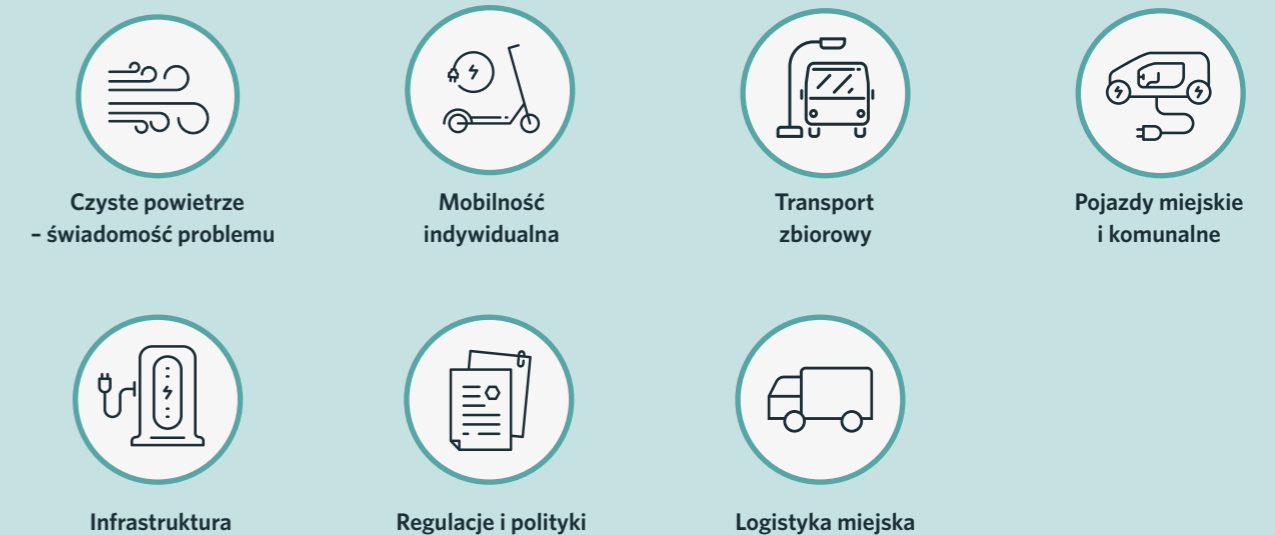 Czyste powietrze
– świadomość problemu
Mobilność
indywidualna
Transport
zbiorowy
Pojazdy miejskie
i komunalne
Infrastruktura
Regulacje i polityki
Logistyka miejska